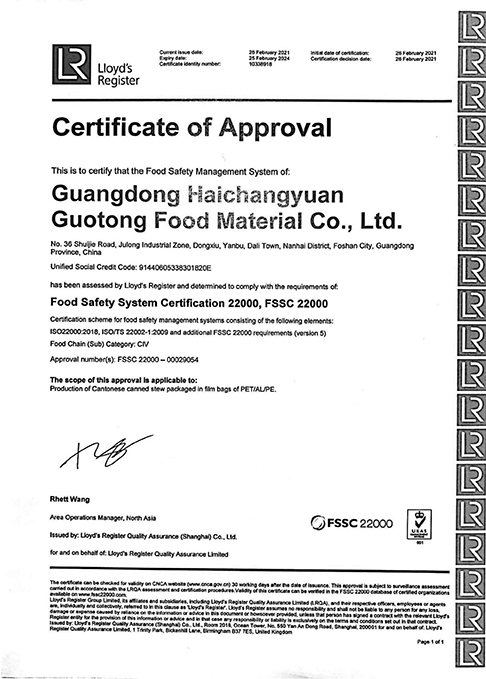 LR
Lloyd's
Register
Current issue date: 25 February 2021
Expiry date: 25 February 2024
Certificate identity number: 10338918
Initial date of certification: 26 February 2021
Certification decision date: 26 February 2021
Certificate of Approval
This is to certify that the Food Safety Management System of:
Guangdong Haichangyuan
Guotong Food Material Co., Ltd.
No. 36 Shuijie Road, Julong Industrial Zone, Dongxiu, Yanbu, Dali Town, Nanhai District, Foshan City, Guangdong
Province, China
Unified Social Credit Code: 91440605338301820E
has been assessed by Lloyd's Register and determined to comply with the requirements of:
Food Safety System Certification 22000, FSSC 22000
Certification scheme for food safety management systems consisting of the following elements:
ISO22000:2018, ISO/TS 22002-1:2009 and additional FSSC 22000 requirements (version 5)
Food Chain (Sub) Category: CIV
Approval number(s): FSSC 22000 – 00029054
The scope of this approval is applicable to:
Production of Cantonese canned stew packaged in film bags of PET/AL/PE.
Rhett Wang
Area Operations Manager, North Asia
Issued by: Lloyd's Register Quality Assurance (Shanghai) Co., Ltd.
for and on behalf of: Lloyd's Register Quality Assurance Limited
FSSC 22000
UKAS
001
The certificate can be checked for validity on CNCA website (www.cnca.gov.cn) 30 working days after the date of issuance. This approval is subject to surveillance assessment
carried out in accordance with the LRQA assessment and certification procedures.Validity of this certificate can be verified in the FSSC 22000 database of certified organizations
available on www.fssc22000.com.
Lloyd's Register Group Limited, its affiliates and subsidiaries, including Lloyd's Register Quality Assurance Limited (LRQA), and their respective officers, employees or agents
are, individually and collectively, referred to in this clause as 'Lloyd's Register'. Lloyd's Register assumes no responsibility and shall not be liable to any person for any loss,
damage or expense caused by reliance on the information or advice in this document or howsoever provided, unless that person has signed a contract with the relevant Lloyd's
Register entity for the provision of this information or advice and in that case any responsibility or liability is exclusively on the terms and conditions set out in that contract.
Issued by: Lloyd's Register Quality Assurance (Shanghai) Co., Ltd., Room 2019, Ocean Tower, No. 550 Yan An Dong Road, Shanghai, 200001 for and on behalf of: Lloyd's
Register Quality Assurance Limited, 1 Trinity Park, Bickenhill Lane, Birmingham B37 7ES, United Kingdom
Page 1 of 1